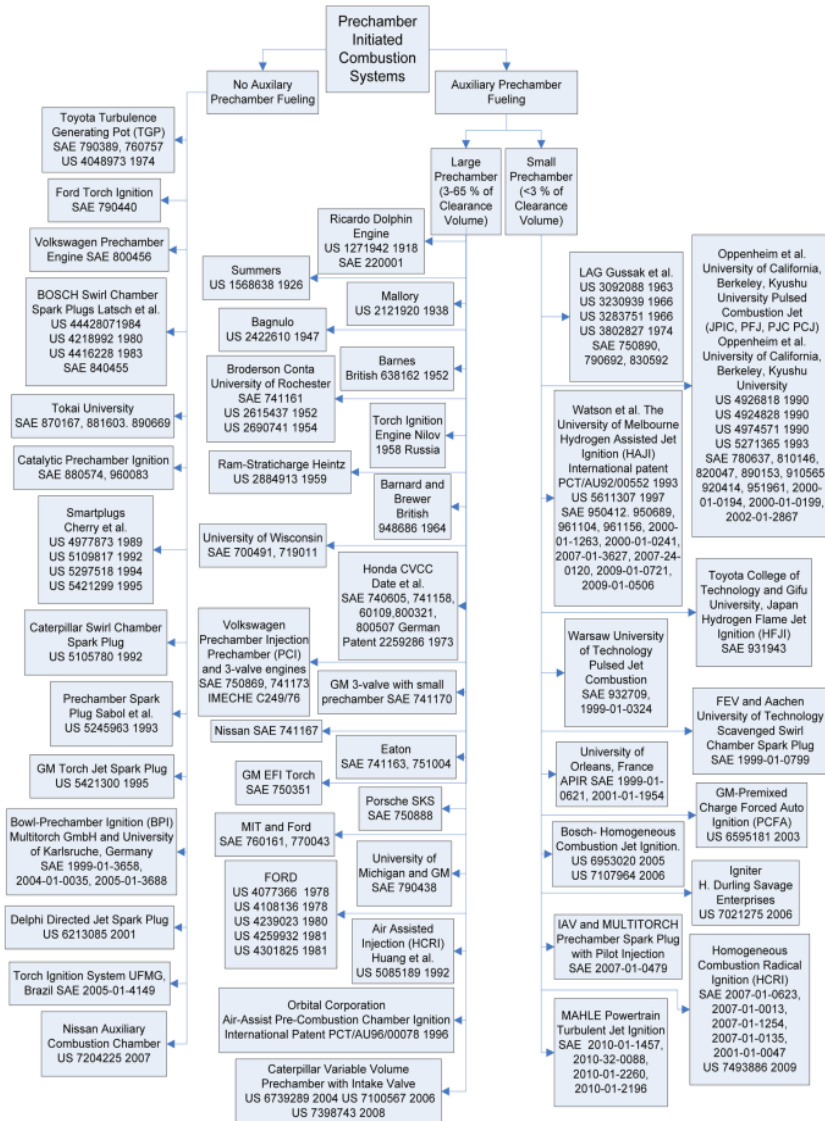 Prechamber
Initiated
Combustion
Systems
No Auxilary
Prechamber Fueling
Auxiliary Prechamber
Fueling
Toyota Turbulence
Generating Pot (TGP)
SAE 790389, 760757
US 4048973 1974
Ford Torch Ignition
SAE 790440
Volkswagen Prechamber
Engine SAE 800456
BOSCH Swirl Chamber
Spark Plugs Latsch et al.
US 44428071984
US 4218992 1980
US 4416228 1983
SAE 840455
Tokai University
SAE 870167, 881603. 890669
Catalytic Prechamber Ignition
SAE 880574, 960083
Smartplugs
Cherry et al.
US 4977873 1989
US 5109817 1992
US 5297518 1994
US 5421299 1995
Caterpillar Swirl Chamber
Spark Plug
US 5105780 1992
Prechamber Spark
Plug Sabol et al.
US 5245963 1993
GM Torch Jet Spark Plug
US 5421300 1995
Bowl-Prechamber Ignition (BPI)
Multitorch GmbH and University
of Karlsruche, Germany
SAE 1999-01-3658,
2004-01-0035, 2005-01-3688
Delphi Directed Jet Spark Plug
US 6213085 2001
Torch Ignition System UFMG,
Brazil SAE 2005-01-4149
Nissan Auxiliary
Combustion Chamber
US 7204225 2007
Large
Prechamber
(3-65 % of
Clearance
Volume)
Ricardo Dolphin
Engine
US 1271942 1918
SAE 220001
Summers
US 1568638 1926
Mallory
US 2121920 1938
Bagnulo
US 2422610 1947
Barnes
British 638162 1952
Broderson Conta
University of Rochester
SAE 741161
US 2615437 1952
US 2690741 1954
Torch Ignition
Engine Nilov
1958 Russia
Ram-Straticharge Heintz
US 2884913 1959
Barnard and
Brewer
British
948686 1964
University of Wisconsin
SAE 700491, 719011
Honda CVCC
Date et al.
SAE 740605, 741158,
60109,800321,
800507 German
Patent 2259286 1973
Volkswagen
Prechamber Injection
Prechamber (PCI)
and 3-valve engines
SAE 750869, 741173
IMECHE C249/76
GM 3-valve with small
prechamber SAE 741170
Nissan SAE 741167
Eaton
SAE 741163, 751004
GM EFI Torch
SAE 750351
Porsche SKS
SAE 750888
MIT and Ford
SAE 760161, 770043
University of
Michigan and GM
SAE 790438
FORD
US 4077366 1978
US 4108136 1978
US 4239023 1980
US 4259932 1981
US 4301825 1981
Air Assisted
Injection (HCRI)
Huang et al.
US 5085189 1992
Orbital Corporation
Air-Assist Pre-Combustion Chamber Ignition
International Patent PCT/AU96/00078 1996
Caterpillar Variable Volume
Prechamber with Intake Valve
US 6739289 2004 US 7100567 2006
US 7398743 2008
Small
Prechamber
(<3 % of
Clearance
Volume)
LAG Gussak et al.
US 3092088 1963
US 3230939 1966
US 3283751 1966
US 3802827 1974
SAE 750890,
790692, 830592
Oppenheim et al.
University of California,
Berkeley, Kyushu
University Pulsed
Combustion Jet
(JPIC, PFJ, PJC PCJ)
Oppenheim et al.
University of California,
Berkeley, Kyushu
University
US 4926818 1990
US 4924828 1990
US 4974571 1990
US 5271365 1993
SAE 780637, 810146,
820047, 890153, 910565,
920414, 951961, 2000-
01-0194, 2000-01-0199,
2002-01-2867
Watson et al. The
University of Melbourne
Hydrogen Assisted Jet
Ignition (HAJI)
International patent
PCT/AU92/00552 1993
US 5611307 1997
SAE 950412. 950689,
961104, 961156, 2000-
01-1263, 2000-01-0241,
2007-01-3627, 2007-24-
0120, 2009-01-0721,
2009-01-0506
Toyota College of
Technology and Gifu
University, Japan
Hydrogen Flame Jet
Ignition (HFJI)
SAE 931943
Warsaw University
of Technology
Pulsed Jet
Combustion
SAE 932709,
1999-01-0324
FEV and Aachen
University of Technology
Scavenged Swirl
Chamber Spark Plug
SAE 1999-01-0799
University of
Orleans, France
APIR SAE 1999-01-
0621, 2001-01-1954
GM-Premixed
Charge Forced Auto
Ignition (PCFA)
US 6595181 2003
Bosch- Homogeneous
Combustion Jet Ignition.
US 6953020 2005
US 7107964 2006
Igniter
H. Durling Savage
Enterprises
US 7021275 2006
IAV and MULTITORCH
Prechamber Spark Plug
with Pilot Injection
SAE 2007-01-0479
Homogeneous
Combustion Radical
Ignition (HCRI)
SAE 2007-01-0623,
2007-01-0013,
2007-01-1254,
2007-01-0135,
2001-01-0047
US 7493886 2009
MAHLE Powertrain
Turbulent Jet Ignition
SAE 2010-01-1457,
2010-32-0088,
2010-01-2260,
2010-01-2196